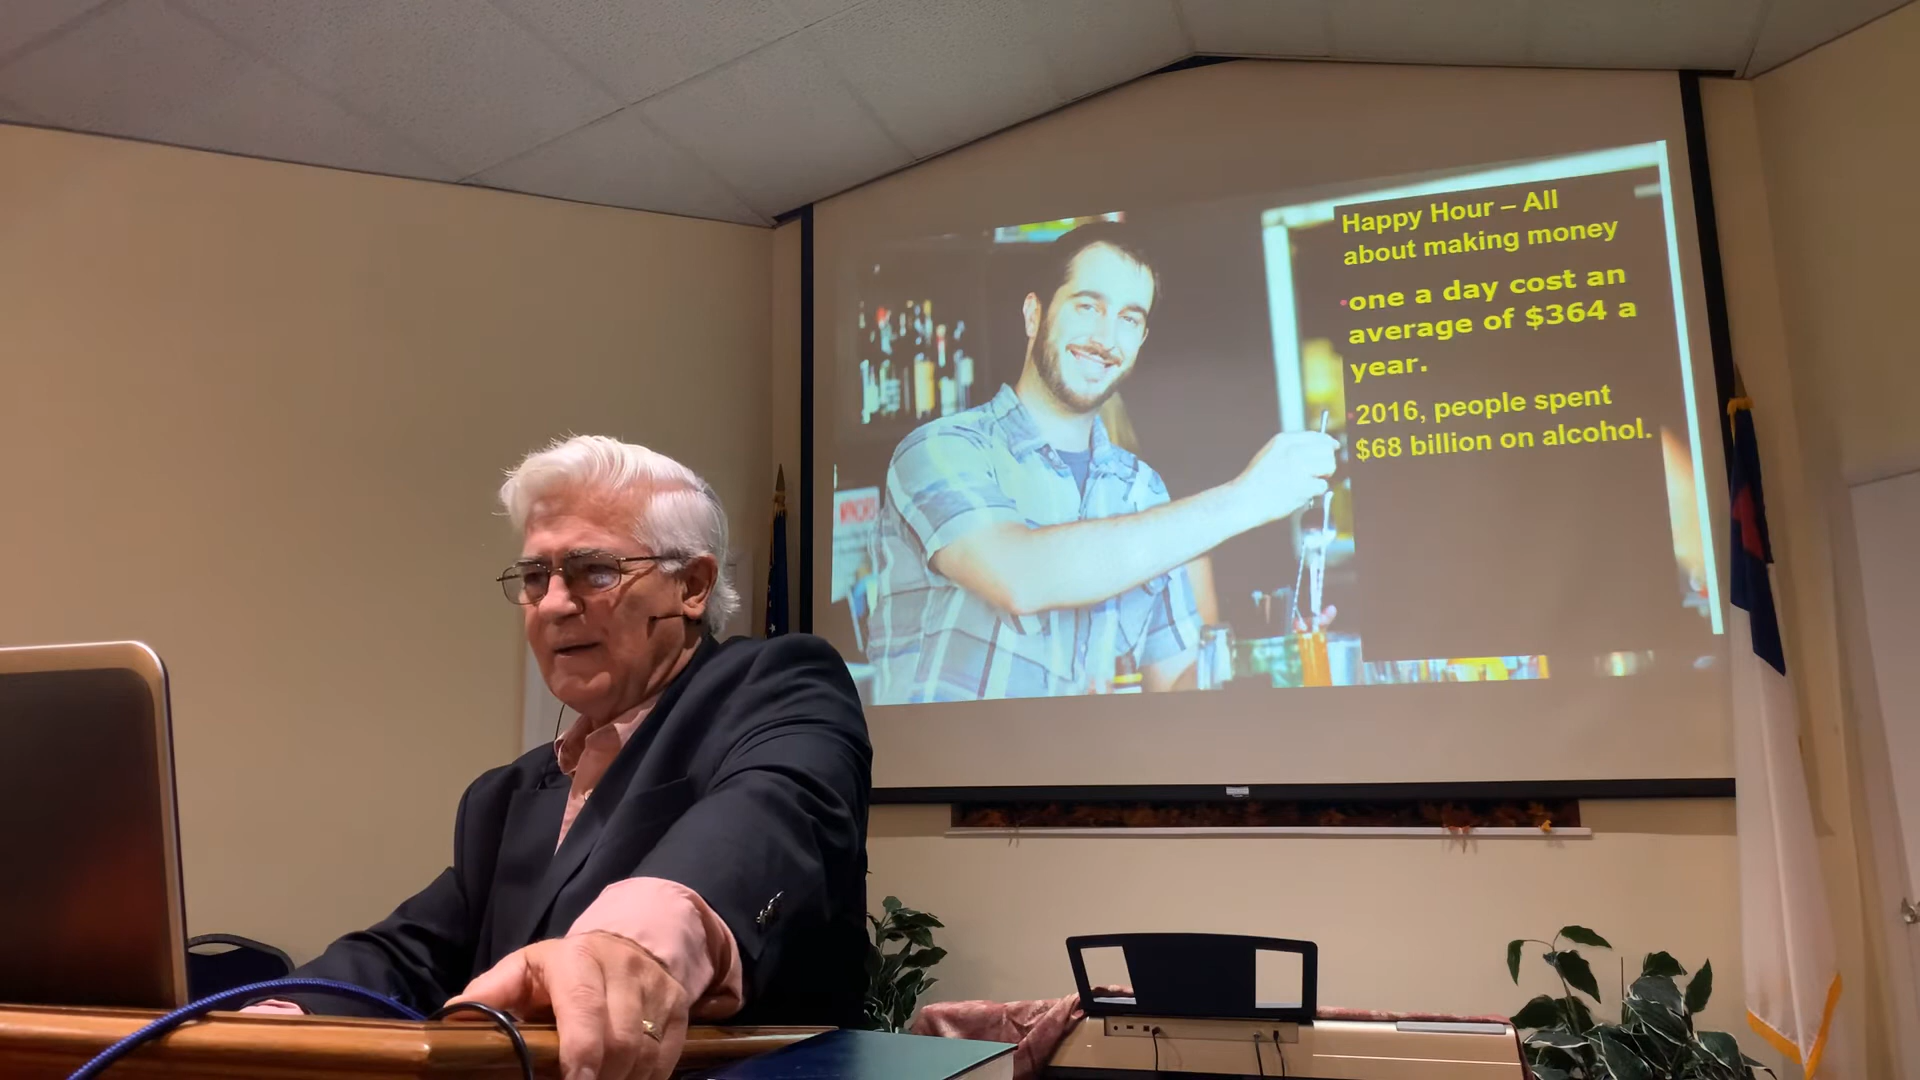 Happy Hour – All
about making money
•one a day cost an
average of $364 a
year.
•2016, people spent
$68 billion on alcohol.